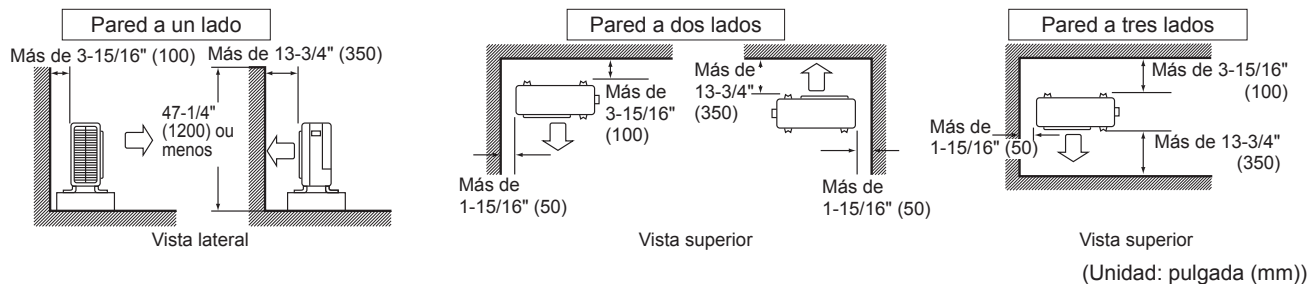 Pared a un lado
Más de 3-15/16" (100)
Más de 13-3/4" (350)
47-1/4"
(1200) ou
menos
Vista lateral
Pared a dos lados
Más de
3-15/16"
(100)
Más de
1-15/16" (50)
Más de
13-3/4"
(350)
Más de
1-15/16" (50)
Vista superior
Pared a tres lados
Más de 3-15/16"
(100)
Más de
1-15/16" (50)
Más de 13-3/4"
(350)
Vista superior
(Unidad: pulgada (mm))